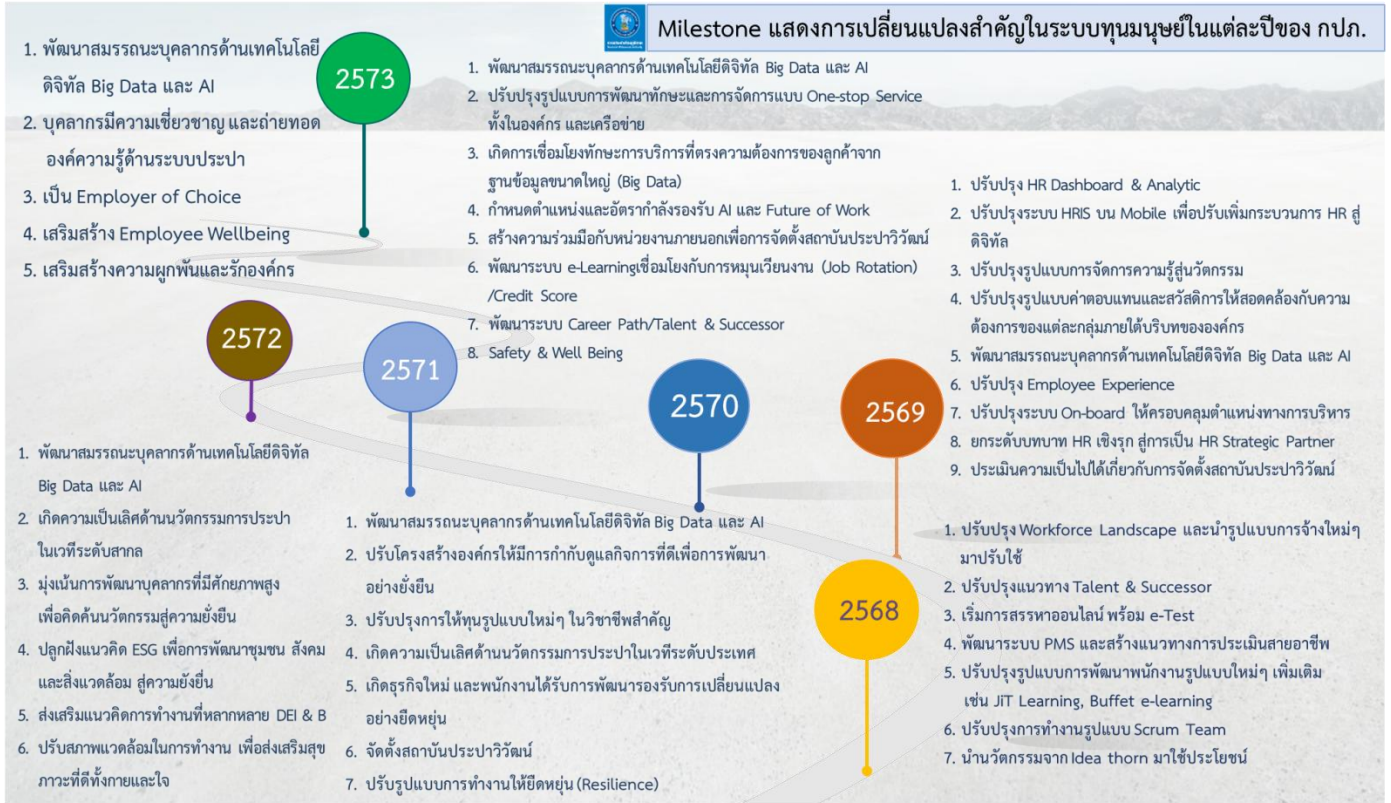 Milestone แสดงการเปลี่ยนแปลงสำคัญในระบบทุนมนุษย์ในแต่ละปีของ กปภ.
2573
1. พัฒนาสมรรถนะบุคลากรด้านเทคโนโลยี
ดิจิทัล Big Data และ AI
2. บุคลากรมีความเชี่ยวชาญ และถ่ายทอด
องค์ความรู้ด้านระบบประปา
3. เป็น Employer of Choice
4. เสริมสร้าง Employee Wellbeing
5. เสริมสร้างความผูกพันและรักองค์กร
1. พัฒนาสมรรถนะบุคลากรด้านเทคโนโลยีดิจิทัล Big Data และ AI
2. ปรับปรุงรูปแบบการพัฒนาทักษะและการจัดการแบบ One-stop Service
ทั้งในองค์กร และเครือข่าย
3. เกิดการเชื่อมโยงทักษะการบริการที่ตรงความต้องการของลูกค้าจาก
ฐานข้อมูลขนาดใหญ่ (Big Data)
4. กำหนดตำแหน่งและอัตรากำลังรองรับ AI และ Future of Work
5. สร้างความร่วมมือกับหน่วยงานภายนอกเพื่อการจัดตั้งสถาบันประปาวิวัฒน์
6. พัฒนาระบบ e-Learningเชื่อมโยงกับการหมุนเวียนงาน (Job Rotation)
/Credit Score
7. พัฒนาระบบ Career Path/Talent & Successor
8. Safety & Well Being
2570
1. ปรับปรุง HR Dashboard & Analytic
2. ปรับปรุงระบบ HRIS บน Mobile เพื่อปรับเพิ่มกระบวนการ HR สู่
ดิจิทัล
3. ปรับปรุงรูปแบบการจัดการความรู้สู่นวัตกรรม
4. ปรับปรุงรูปแบบค่าตอบแทนและสวัสดิการให้สอดคล้องกับความ
ต้องการของแต่ละกลุ่มภายใต้บริบทขององค์กร
5. พัฒนาสมรรถนะบุคลากรด้านเทคโนโลยีดิจิทัล Big Data และ AI
6. ปรับปรุง Employee Experience
7. ปรับปรุงระบบ On-board ให้ครอบคลุมตำแหน่งทางการบริหาร
8. ยกระดับบทบาท HR เชิงรุก สู่การเป็น HR Strategic Partner
9. ประเมินความเป็นไปได้เกี่ยวกับการจัดตั้งสถาบันประปาวิวัฒน์
2569
2572
1. พัฒนาสมรรถนะบุคลากรด้านเทคโนโลยีดิจิทัล
Big Data และ AI
2. เกิดความเป็นเลิศด้านนวัตกรรมการประปา
ในเวทีระดับสากล
3. มุ่งเน้นการพัฒนาบุคลากรที่มีศักยภาพสูง
เพื่อคิดค้นนวัตกรรมสู่ความยั่งยืน
4. ปลูกฝังแนวคิด ESG เพื่อการพัฒนาชุมชน สังคม
และสิ่งแวดล้อม สู่ความยังยื่น
5. ส่งเสริมแนวคิดการทำงานที่หลากหลาย DEI & B
6. ปรับสภาพแวดล้อมในการทำงาน เพื่อส่งเสริมสุข
ภาวะที่ดีทั้งกายและใจ
2571
1. พัฒนาสมรรถนะบุคลากรด้านเทคโนโลยีดิจิทัล Big Data และ AI
2. ปรับโครงสร้างองค์กรให้มีการกำกับดูแลกิจการที่ดีเพื่อการพัฒนา
อย่างยั่งยืน
3. ปรับปรุงการให้ทุนรูปแบบใหม่ๆ ในวิชาชีพสำคัญ
4. เกิดความเป็นเลิศด้านนวัตกรรมการประปาในเวทีระดับประเทศ
5. เกิดธุรกิจใหม่ และพนักงานได้รับการพัฒนารองรับการเปลี่ยนแปลง
อย่างยืดหยุ่น
6. จัดตั้งสถาบันประปาวิวัฒน์
7. ปรับรูปแบบการทำงานให้ยืดหยุ่น (Resilience)
2568
1. ปรับปรุง Workforce Landscape และนำรูปแบบการจ้างใหม่ๆ
มาปรับใช้
2. ปรับปรุงแนวทาง Talent & Successor
3. เริ่มการสรรหาออนไลน์ พร้อม e-Test
4. พัฒนาระบบ PMS และสร้างแนวทางการประเมินสายอาชีพ
5. ปรับปรุงรูปแบบการพัฒนาพนักงานรูปแบบใหม่ๆ เพิ่มเติม
เช่น JiT Learning, Buffet e-learning
6. ปรับปรุงการทำงานรูปแบบ Scrum Team
7. นำนวัตกรรมจาก Idea thorn มาใช้ประโยชน์